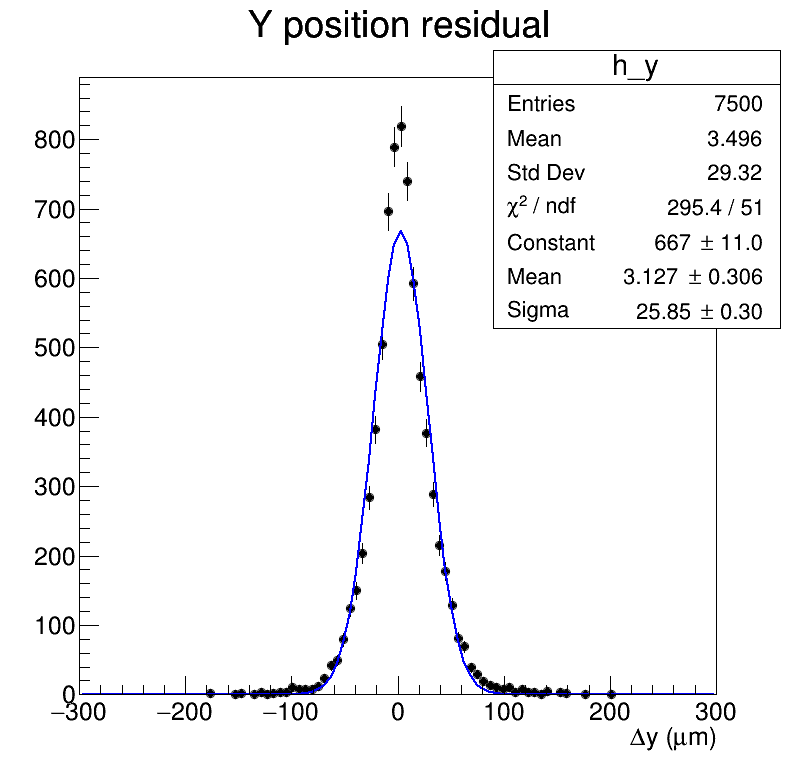 Y position residual
h_y
Entries 7500
Mean 3.496
Std Dev 29.32
χ² / ndf 295.4 / 51
Constant 667 ± 11.0
Mean 3.127 ± 0.306
Sigma 25.85 ± 0.30
800
700
600
500
400
300
200
100
0
−300 −200 −100 0 100 200 300
Δy (μm)